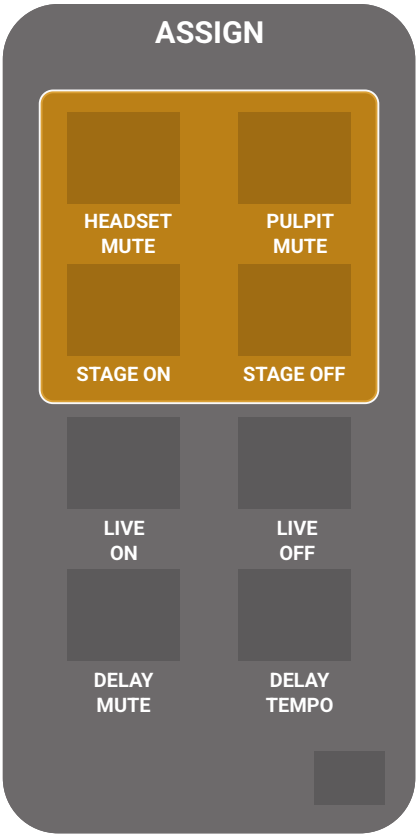 ASSIGN
HEADSET
MUTE
PULPIT
MUTE
STAGE ON
STAGE OFF
LIVE
ON
LIVE
OFF
DELAY
MUTE
DELAY
TEMPO